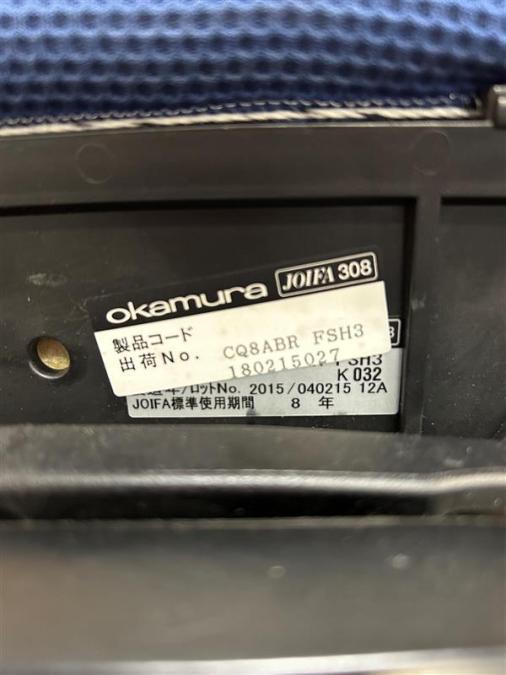 okamura JOIFA 308
製品コード
出荷No. CQ8ABR FSH3
180215027
FSH3
K032
ロットNo. 2015/040215 12A
JOIFA標準使用期間 8 年